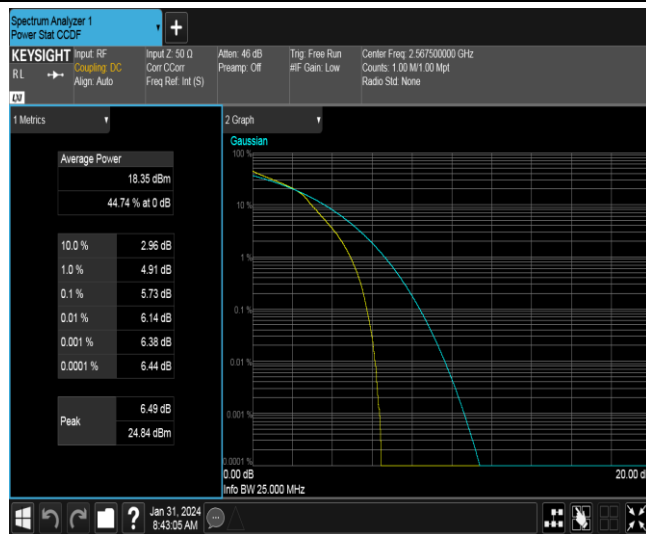 Spectrum Analyzer 1
Power Stat CCDF
KEYSIGHT
RL
LXI
Input: RF
Coupling: DC
Align: Auto
Input Z: 50 Ω
Corr CCorr
Freq Ref: Int (S)
Atten: 46 dB
Preamp: Off
Trig: Free Run
#IF Gain: Low
Center Freq: 2.567500000 GHz
Counts: 1.00 M/1.00 Mpt
Radio Std: None
1 Metrics
Average Power
18.35 dBm
44.74 % at 0 dB
10.0 % 2.96 dB
1.0 % 4.91 dB
0.1 % 5.73 dB
0.01 % 6.14 dB
0.001 % 6.38 dB
0.0001 % 6.44 dB
Peak
6.49 dB
24.84 dBm
2 Graph
Gaussian
100 %
10 %
1 %
0.1 %
0.01 %
0.001 %
0.0001 %
0.00 dB 20.00 d
Info BW 25.000 MHz
Jan 31, 2024
8:43:05 AM